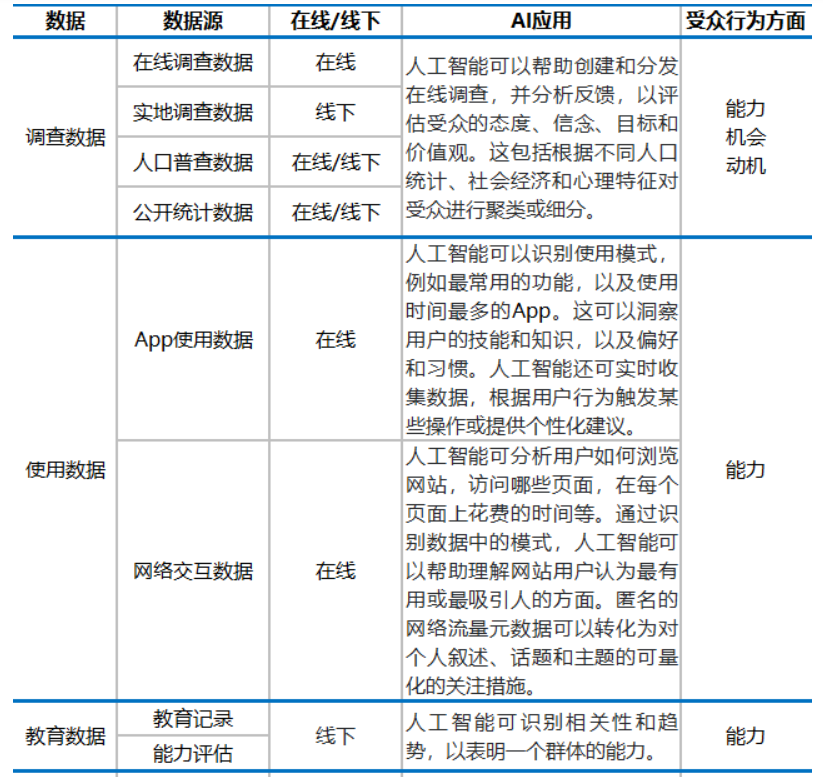 数据 数据源 在线/线下 AI应用 受众行为方面
调查数据
在线调查数据 在线
实地调查数据 线下
人口普查数据 在线/线下
公开统计数据 在线/线下
人工智能可以帮助创建和分发
在线调查，并分析反馈，以评
估受众的态度、信念、目标和
价值观。这包括根据不同人口
统计、社会经济和心理特征对
受众进行聚类或细分。
能力
机会
动机
使用数据
App使用数据 在线
人工智能可以识别使用模式，
例如最常用的功能，以及使用
时间最多的App。这可以洞察
用户的技能和知识，以及偏好
和习惯。人工智能还可实时收
集数据，根据用户行为触发某
些操作或提供个性化建议。
网络交互数据 在线
人工智能可分析用户如何浏览
网站，访问哪些页面，在每个
页面上花费的时间等。通过识
别数据中的模式，人工智能可
以帮助理解网站用户认为最有
用或最吸引人的方面。匿名的
网络流量元数据可以转化为对
个人叙述、话题和主题的可量
化的关注措施。
能力
教育数据
教育记录
能力评估
线下
人工智能可识别相关性和趋
势，以表明一个群体的能力。
能力